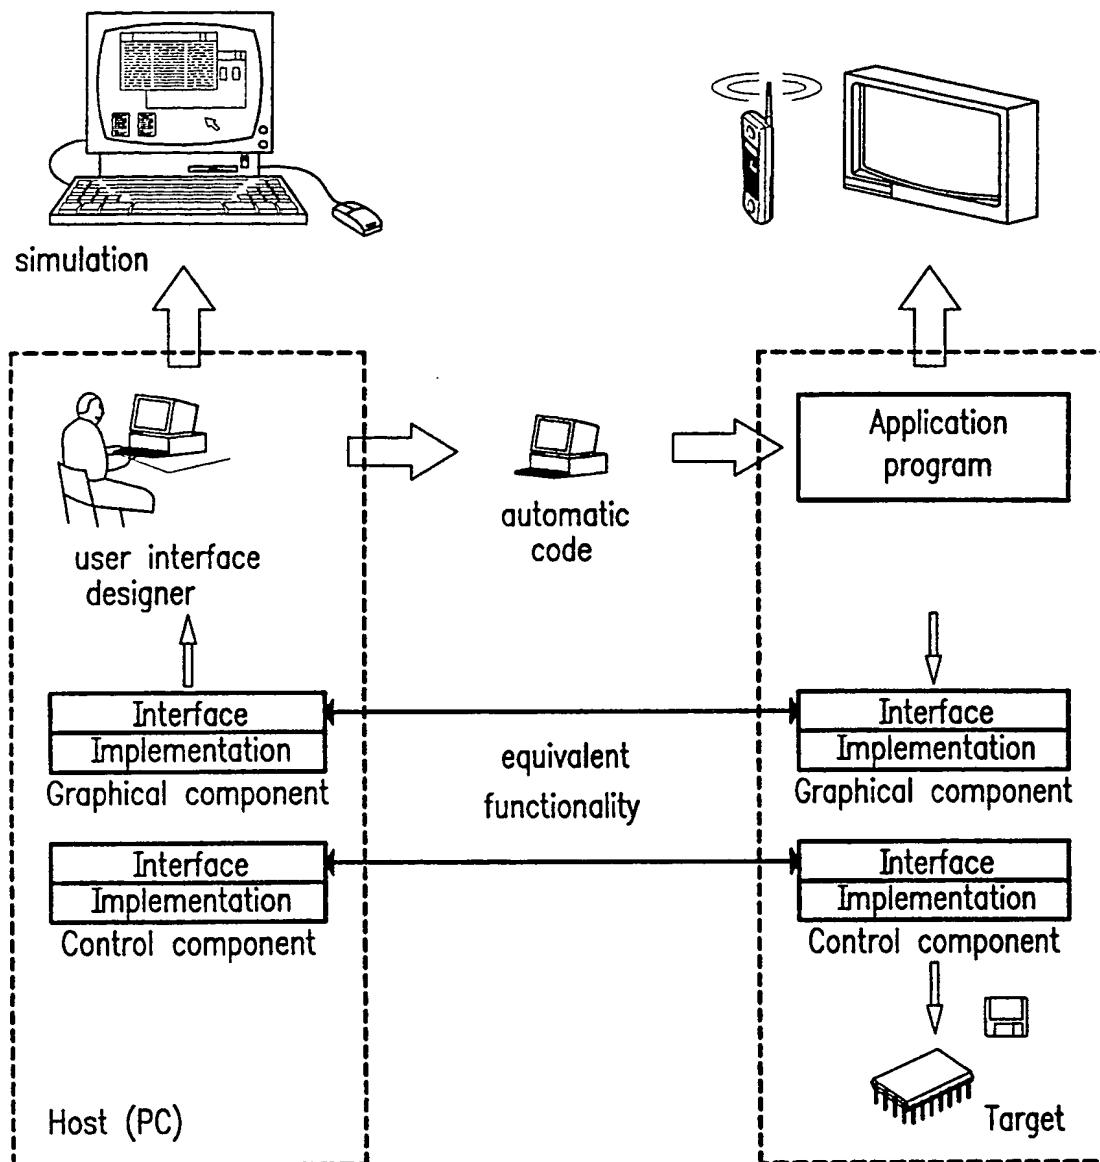 simulation
user interface
designer
automatic
code
Application
program
Interface
Implementation
Graphical component
equivalent
functionality
Interface
Implementation
Graphical component
Interface
Implementation
Control component
Interface
Implementation
Control component
Host (PC)
Target